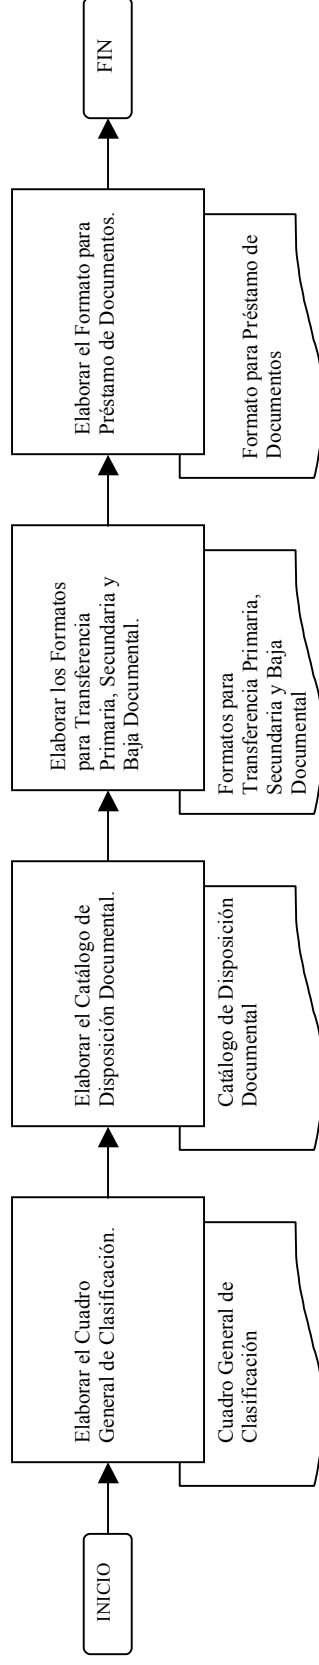 INICIO
Elaborar el Cuadro
General de Clasificación.
Cuadro General de
Clasificación
Elaborar el Catálogo de
Disposición Documental.
Catálogo de Disposición
Documental
Elaborar los Formatos
para Transferencia
Primaria, Secundaria y
Baja Documental.
Formatos para
Transferencia Primaria,
Secundaria y Baja
Documental
Elaborar el Formato para
Préstamo de Documentos.
Formato para Préstamo de
Documentos
FIN